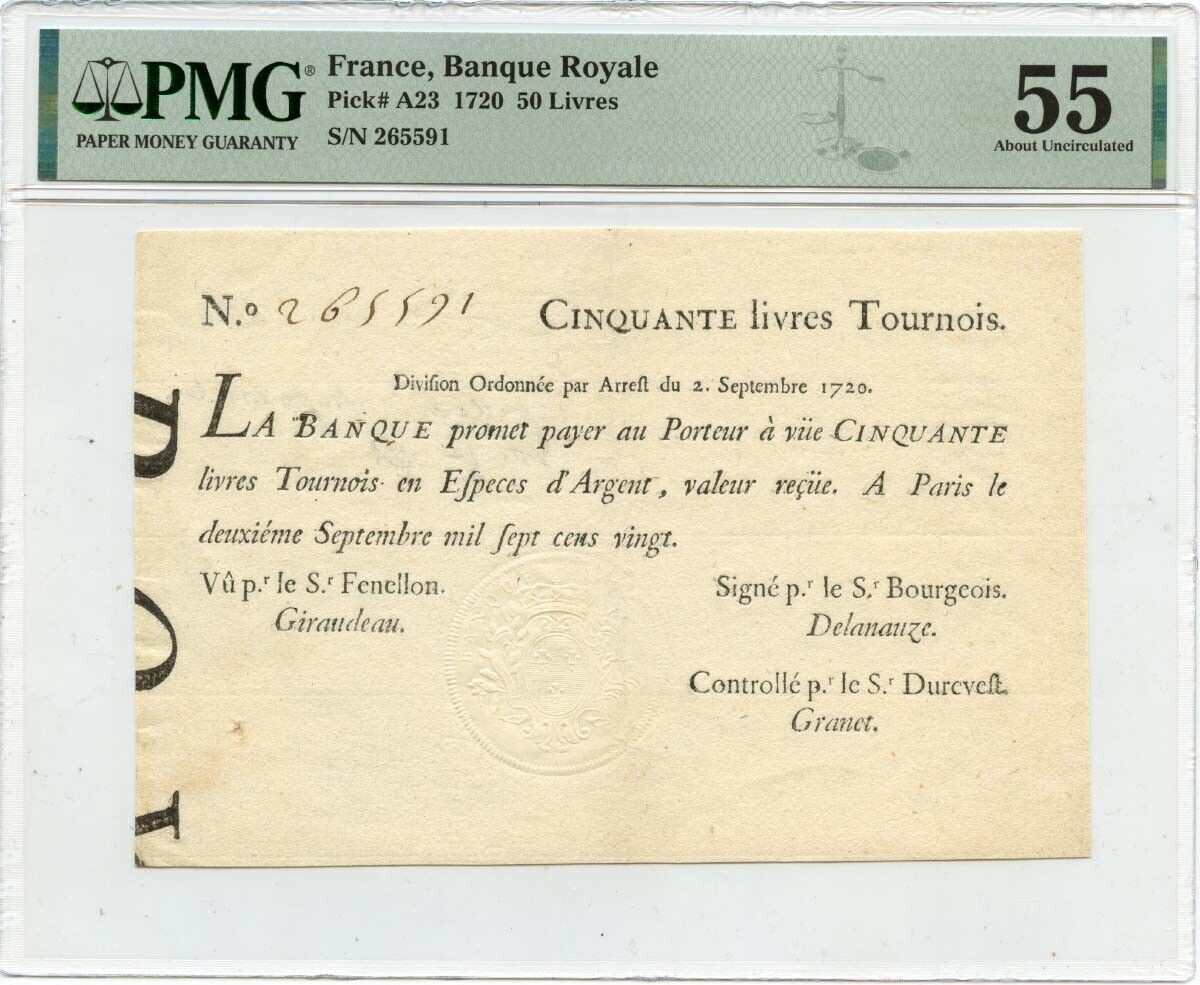 PMG®
PAPER MONEY GUARANTY
France, Banque Royale
Pick# A23 1720 50 Livres
S/N 265591
55
About Uncirculated
N.º 265591 CINQUANTE livres Tournois.
Diviſion Ordonnée par Arreſt du 2. Septembre 1720.
LA BANQUE promet payer au Porteur à vüe CINQUANTE
livres Tournois en Eſpeces d'Argent, valeur reçüe. A Paris le
deuxiéme Septembre mil ſept cens vingt.
Vû p.ʳ le S.ʳ Fenellon.
Giraudeau.
Signé p.ʳ le S.ʳ Bourgeois.
Delanauze.
Controllé p.ʳ le S.ʳ Dureveſt.
Granet.